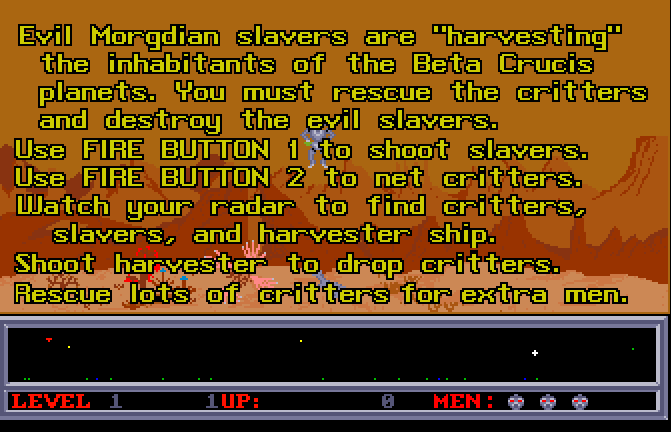 Evil Morgdian slavers are "harvesting"
the inhabitants of the Beta Crucis
planets. You must rescue the critters
and destroy the evil slavers.
Use FIRE BUTTON 1 to shoot slavers.
Use FIRE BUTTON 2 to net critters.
Watch your radar to find critters,
slavers, and harvester ship.
Shoot harvester to drop critters.
Rescue lots of critters for extra men.
LEVEL 1 1UP: 0 MEN: